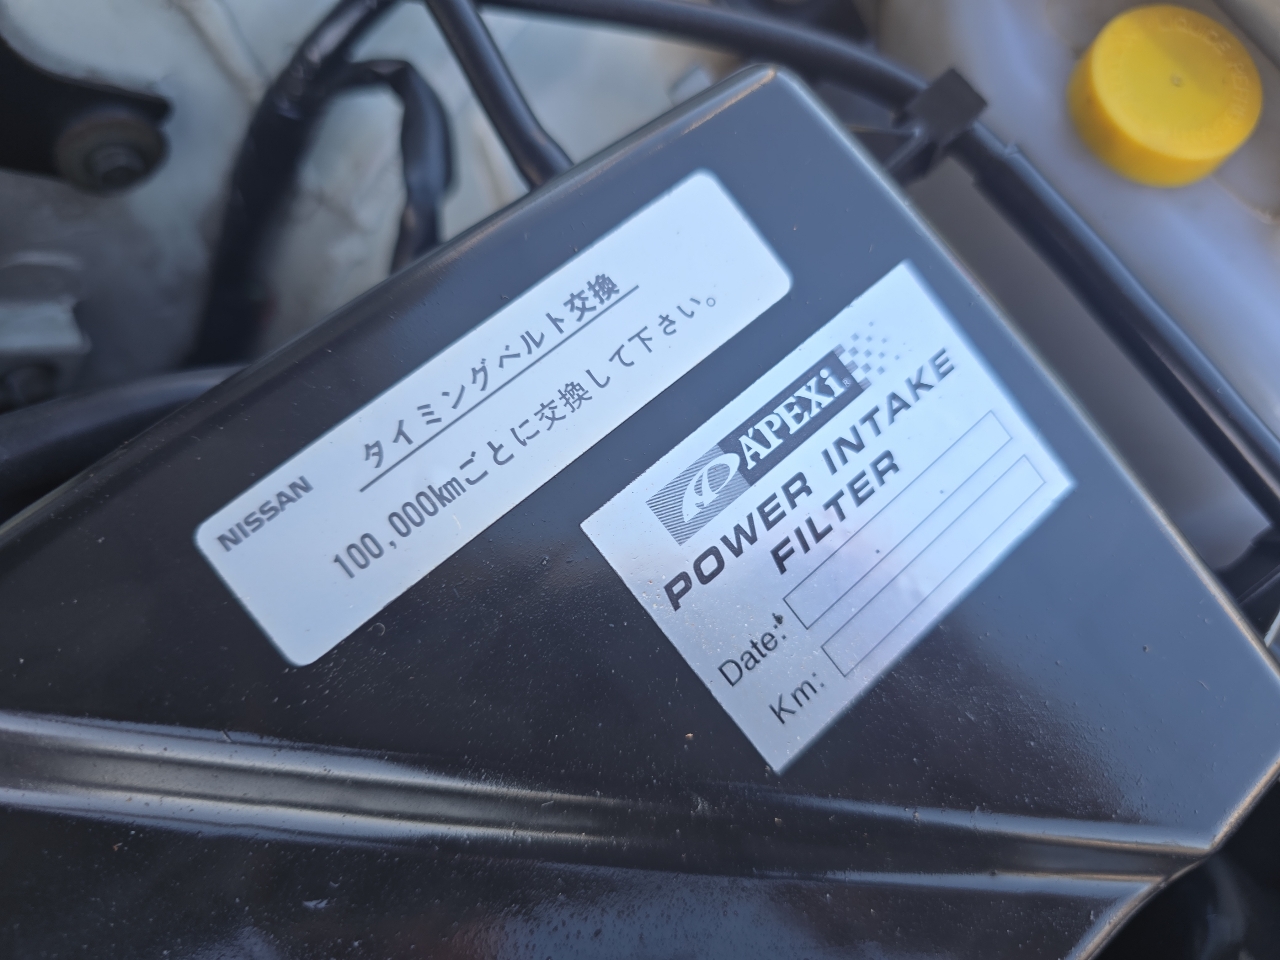 NISSAN
タイミングベルト交換
100,000kmごとに交換して下さい。
APEXi
POWER INTAKE
FILTER
Date:
Km: